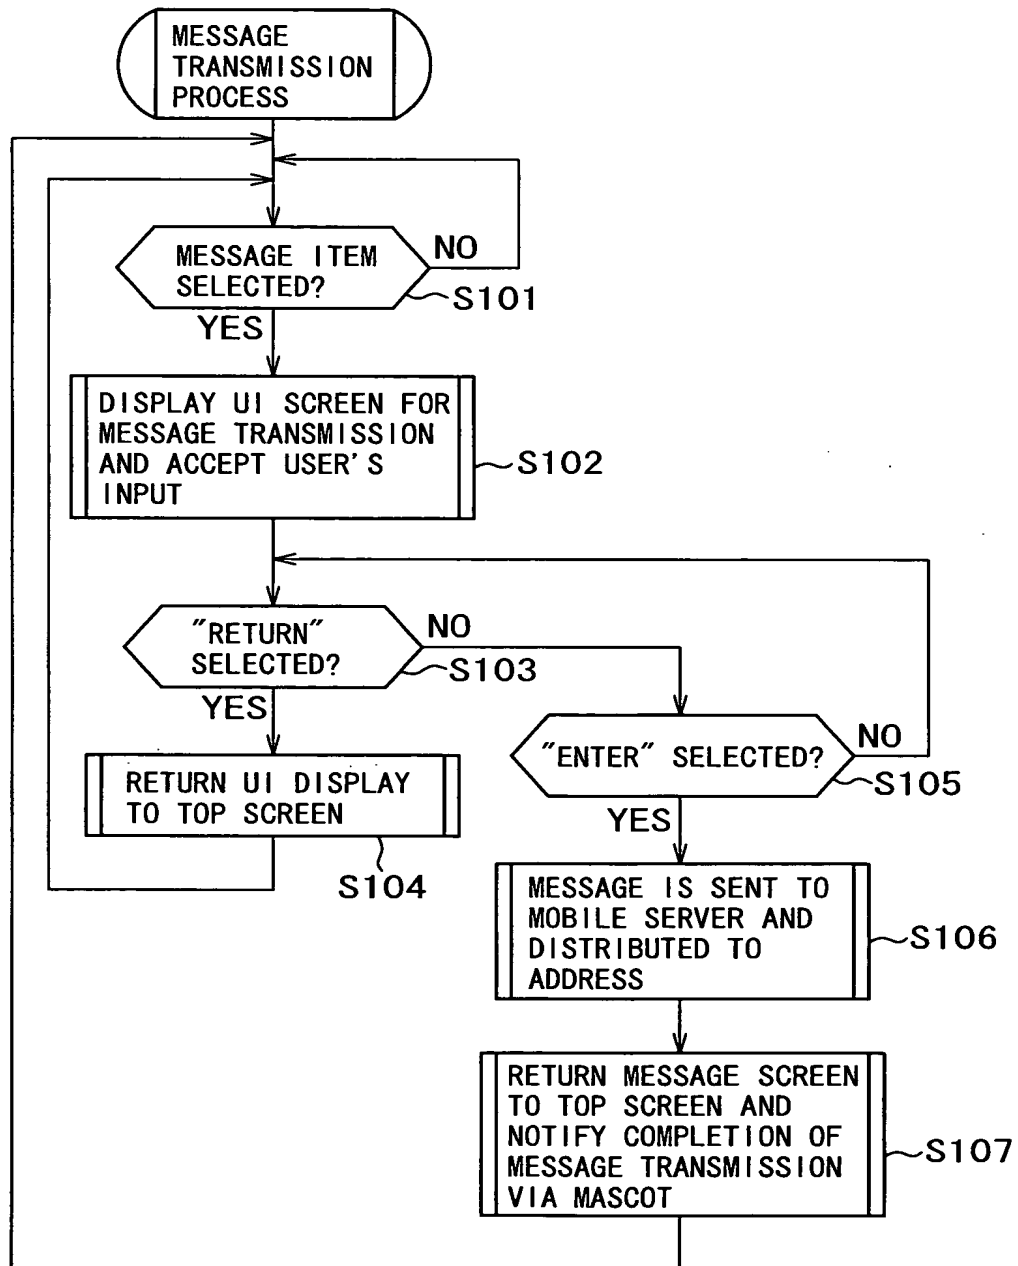 MESSAGE
TRANSMISSION
PROCESS
MESSAGE ITEM
SELECTED?
NO
S101
YES
DISPLAY UI SCREEN FOR
MESSAGE TRANSMISSION
AND ACCEPT USER'S
INPUT
S102
"RETURN"
SELECTED?
NO
S103
YES
RETURN UI DISPLAY
TO TOP SCREEN
S104
"ENTER" SELECTED?
NO
S105
YES
MESSAGE IS SENT TO
MOBILE SERVER AND
DISTRIBUTED TO
ADDRESS
S106
RETURN MESSAGE SCREEN
TO TOP SCREEN AND
NOTIFY COMPLETION OF
MESSAGE TRANSMISSION
VIA MASCOT
S107